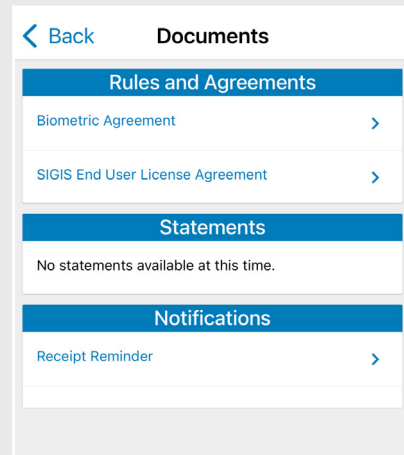 Back Documents
Rules and Agreements
Biometric Agreement
SIGIS End User License Agreement
Statements
No statements available at this time.
Notifications
Receipt Reminder